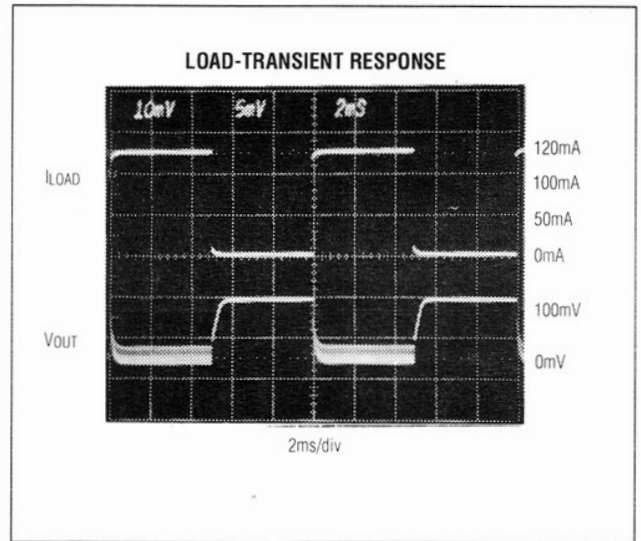 LOAD-TRANSIENT RESPONSE
10mV 5mV 2mS
ILOAD
120mA
100mA
50mA
0mA
VOUT
100mV
0mV
2ms/div